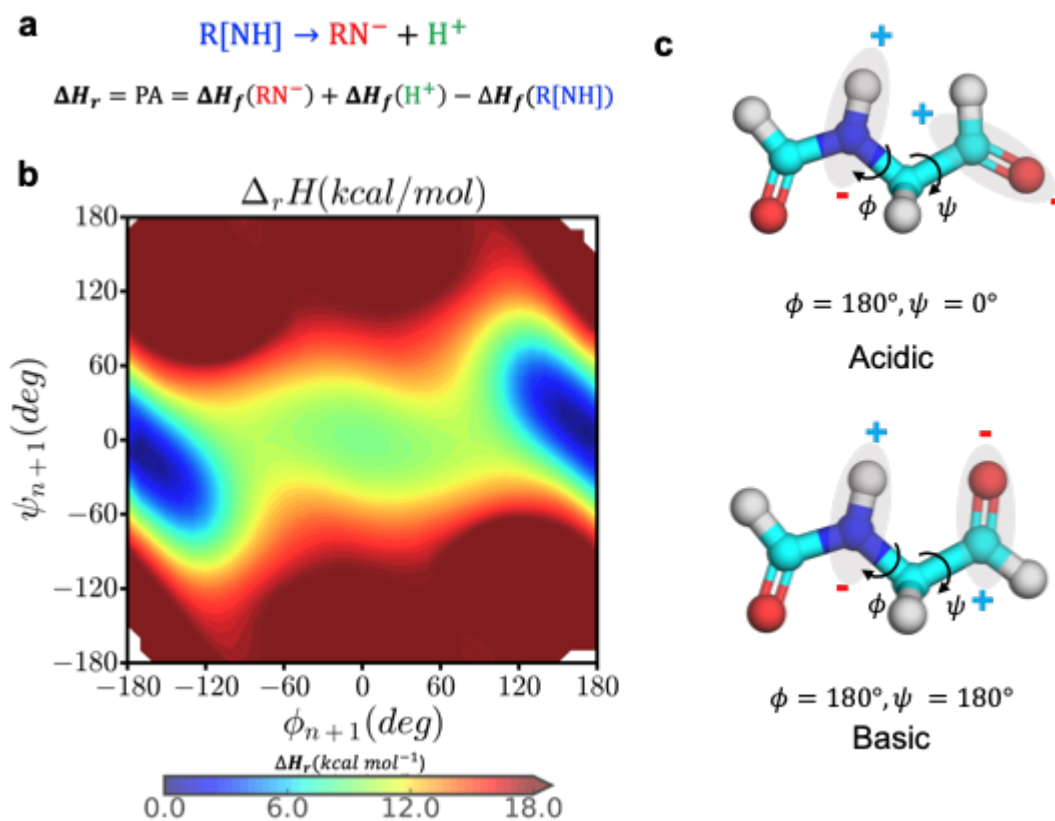 a
R[NH] → RN⁻ + H⁺
ΔH_r = PA = ΔH_f(RN⁻) + ΔH_f(H⁺) − ΔH_f(R[NH])
b
Δ_rH(kcal/mol)
180
120
60
0
−60
−120
−180
ψ_{n+1}(deg)
−180 −120 −60 0 60 120 180
ϕ_{n+1}(deg)
ΔH_r(kcal mol⁻¹)
0.0 6.0 12.0 18.0
c
+
+
- ϕ ψ -
ϕ = 180°, ψ = 0°
Acidic
+ -
- ϕ ψ +
ϕ = 180°, ψ = 180°
Basic